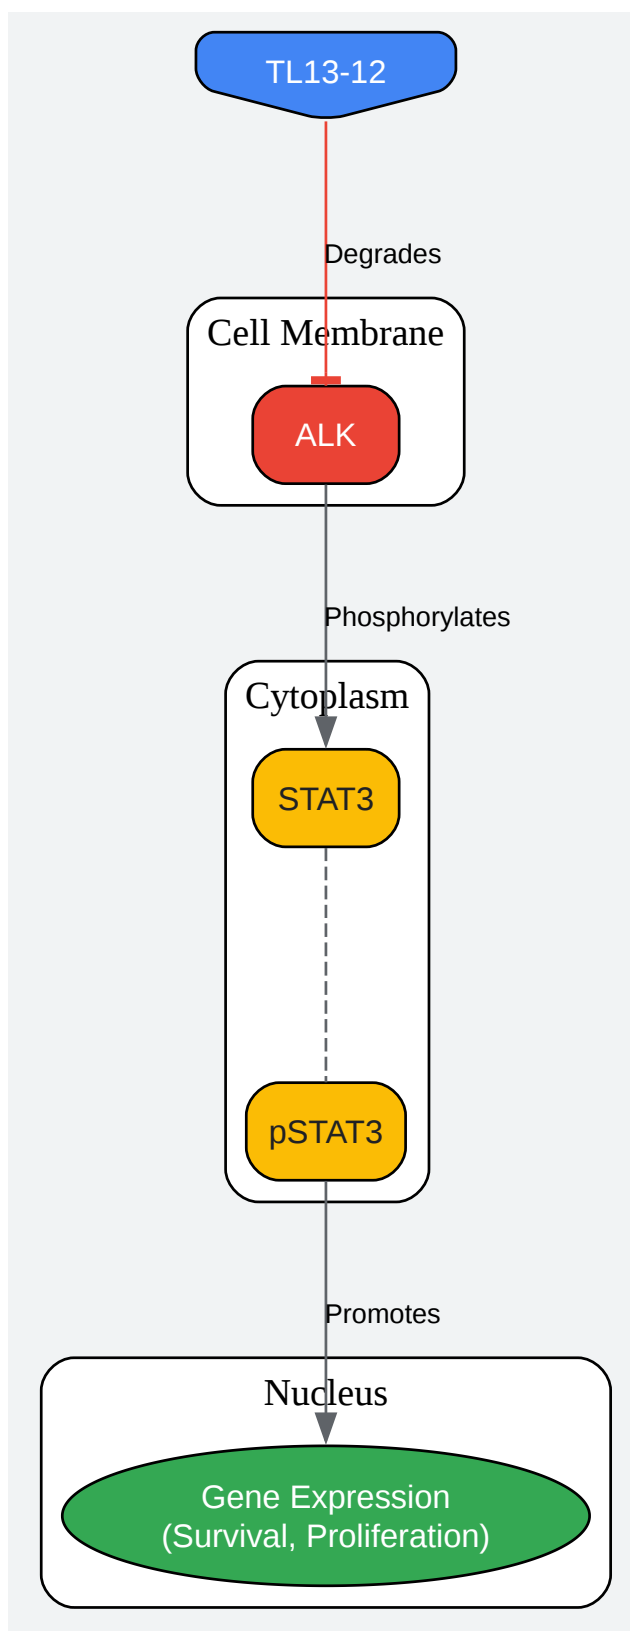 TL13-12
Degrades
Cell Membrane
ALK
Phosphorylates
Cytoplasm
STAT3
pSTAT3
Promotes
Nucleus
Gene Expression
(Survival, Proliferation)